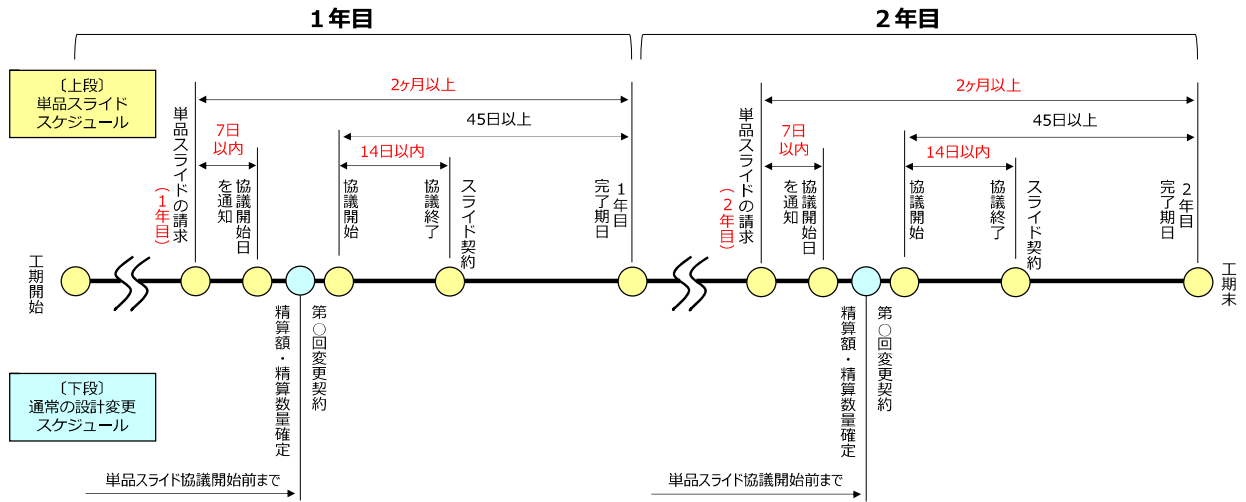 1年目
2年目
〔上段〕
単品スライド
スケジュール
2ヶ月以上
45日以上
7日
以内
14日以内
単品スライドの請求
（1年目）
協議開始日
を通知
協議開始
協議終了
スライド契約
1年目
完了期日
2ヶ月以上
45日以上
7日
以内
14日以内
単品スライドの請求
（2年目）
協議開始日
を通知
協議開始
協議終了
スライド契約
2年目
完了期日
工期開始
工期末
第〇回変更契約
精算額・精算数量確定
第〇回変更契約
精算額・精算数量確定
〔下段〕
通常の設計変更
スケジュール
単品スライド協議開始前まで
単品スライド協議開始前まで